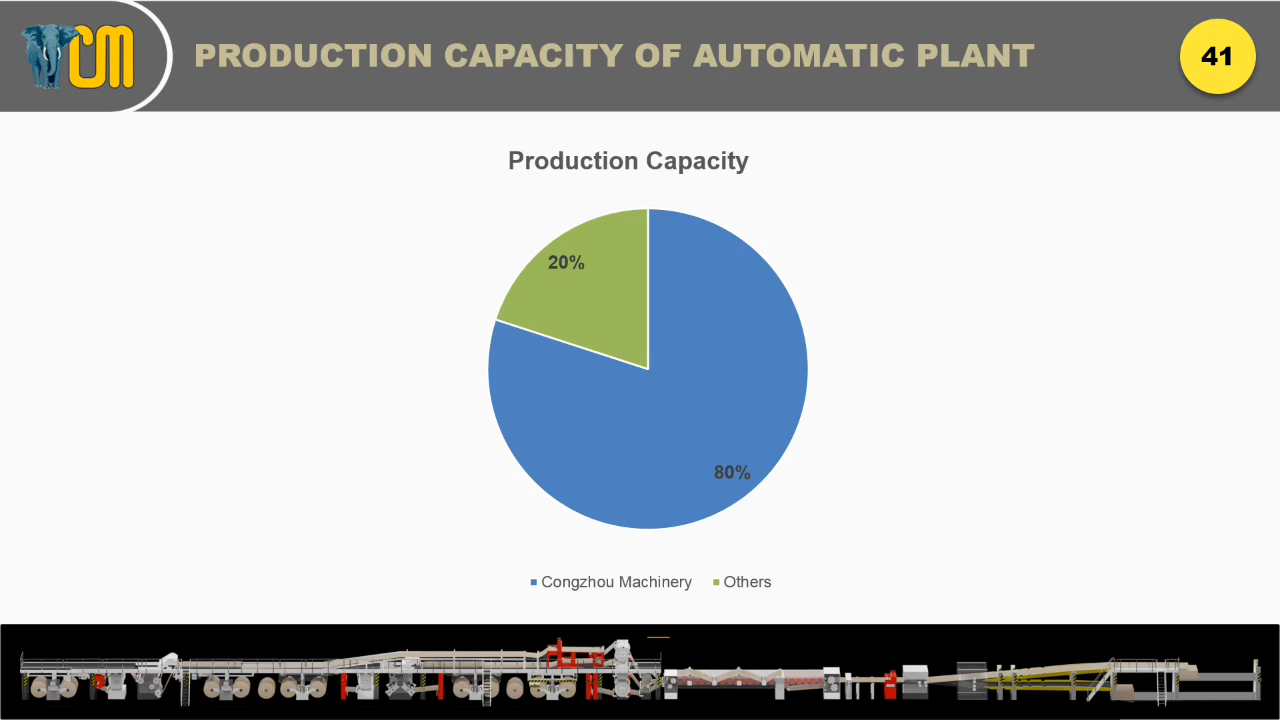 CM
PRODUCTION CAPACITY OF AUTOMATIC PLANT
41
Production Capacity
20%
80%
Congzhou Machinery
Others